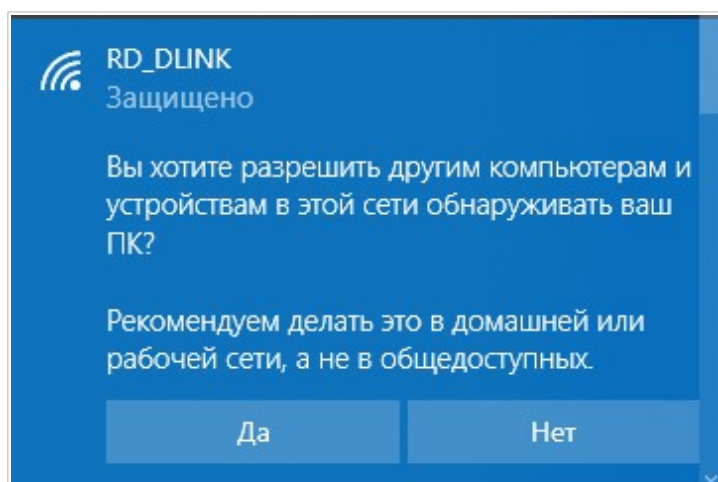 RD_DLINK
Защищено
Вы хотите разрешить другим компьютерам и
устройствам в этой сети обнаруживать ваш
ПК?
Рекомендуем делать это в домашней или
рабочей сети, а не в общедоступных.
Да Нет